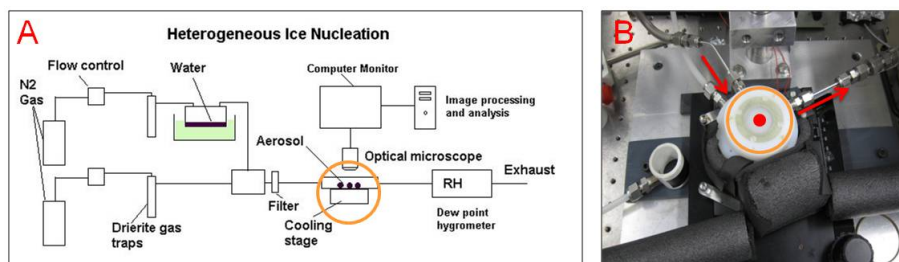 A
Heterogeneous Ice Nucleation
Flow control
N2
Gas
Water
Computer Monitor
Image processing
and analysis
Aerosol
Optical microscope
RH
Exhaust
Filter
Cooling
stage
Dew point
hygrometer
Drierite gas
traps
B